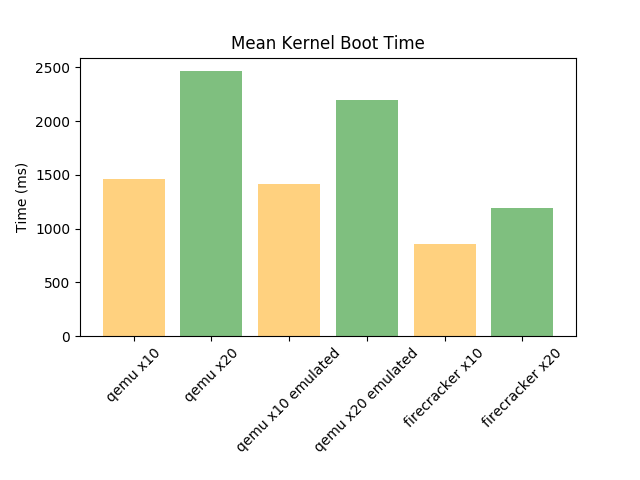 Mean Kernel Boot Time
Time (ms)
2500
2000
1500
1000
500
0
qemu x10
qemu x20
qemu x10 emulated
qemu x20 emulated
firecracker x10
firecracker x20